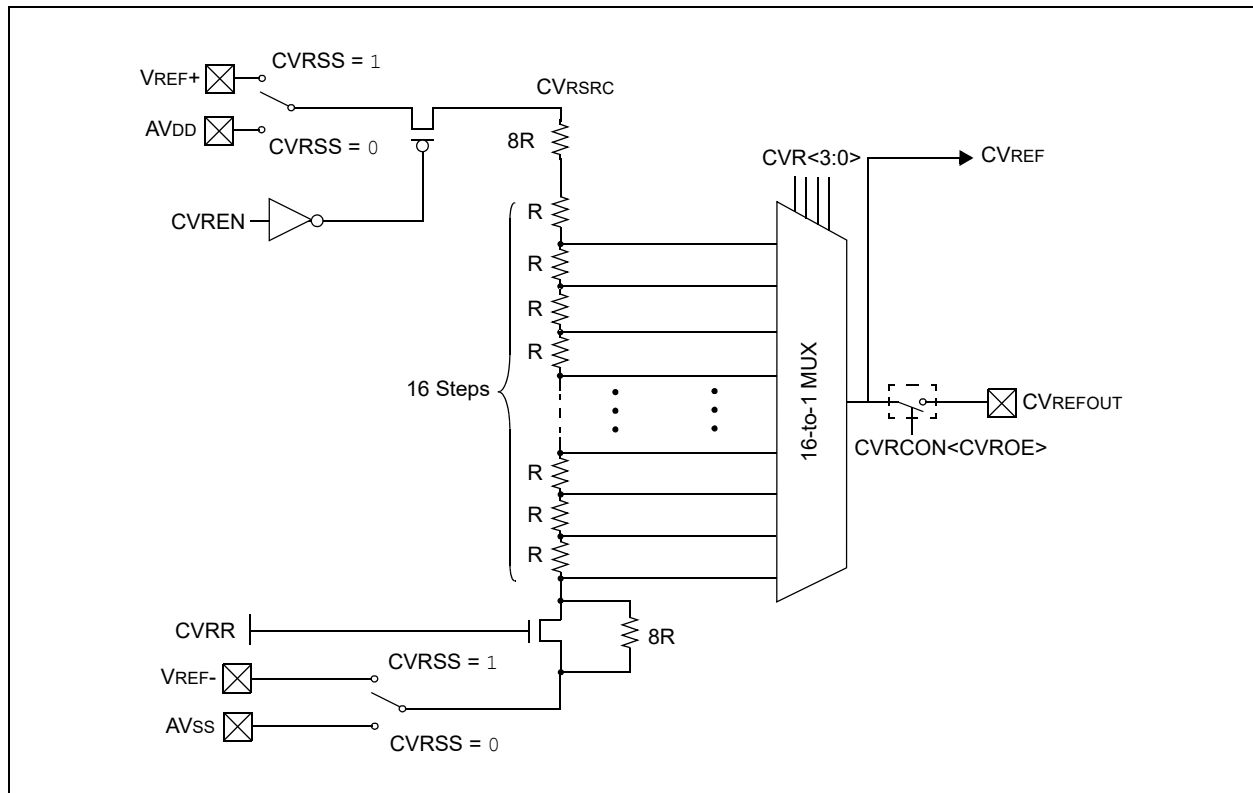 CVRSS = 1
VREF+
CVRSRC
AVDD
8R
CVRSS = 0
CVR<3:0>
CVREF
CVREN
R
R
R
R
16 Steps
16-to-1 MUX
CVREFOUT
CVRCON<CVROE>
R
R
R
CVRR
8R
CVRSS = 1
VREF-
AVSS
CVRSS = 0